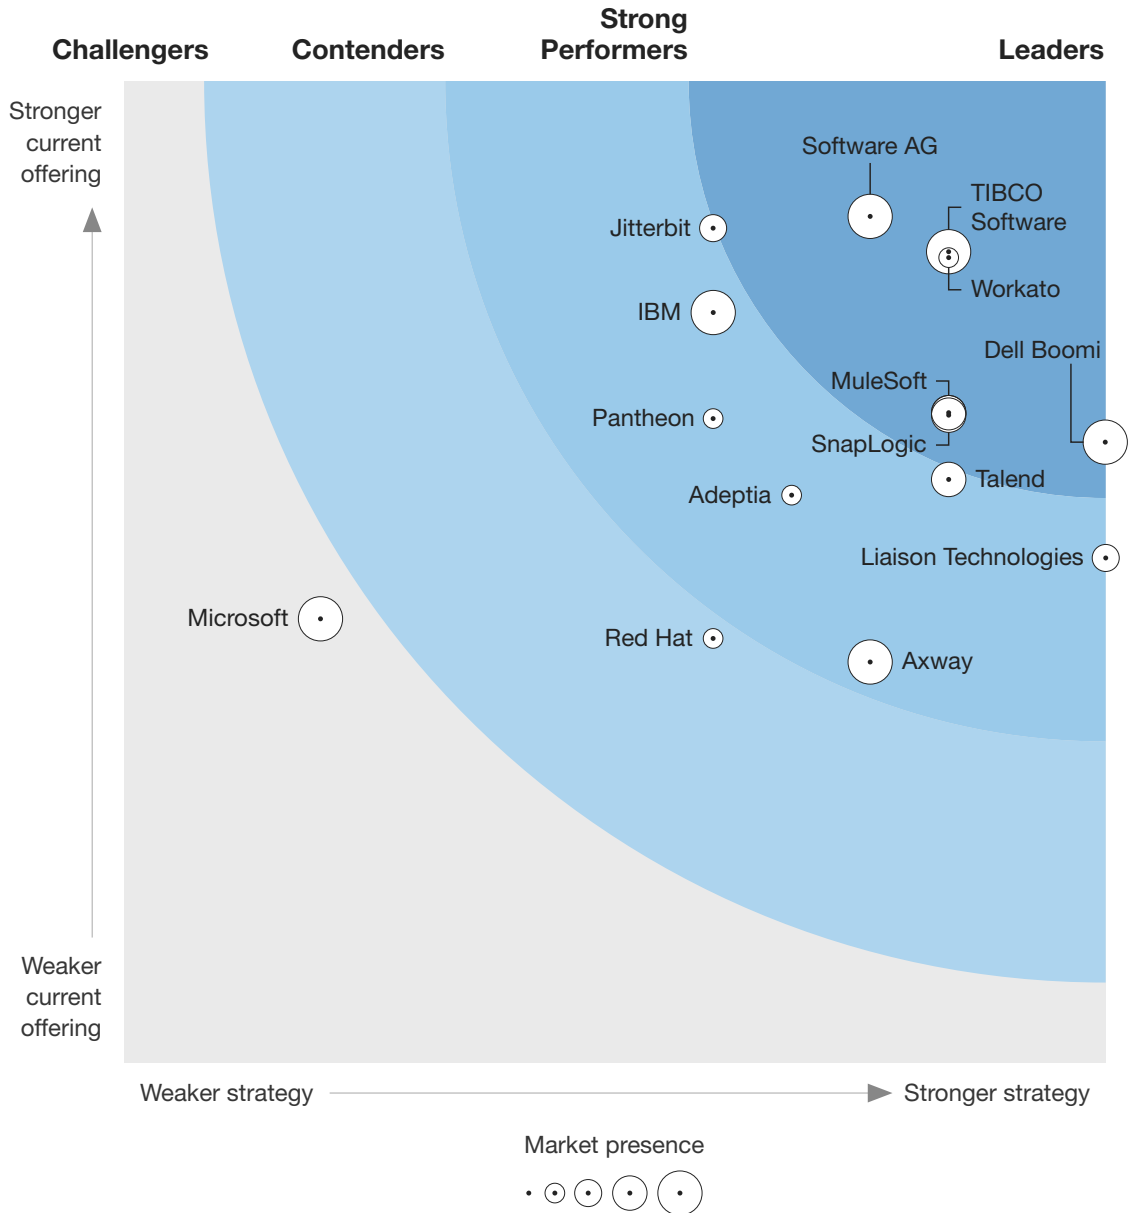 Challengers
Contenders
Strong
Performers
Leaders
Stronger
current
offering
Software AG
TIBCO
Software
Jitterbit
Workato
IBM
Dell Boomi
MuleSoft
Pantheon
SnapLogic
Talend
Adeptia
Liaison Technologies
Microsoft
Red Hat
Axway
Weaker
current
offering
Weaker strategy
Stronger strategy
Market presence